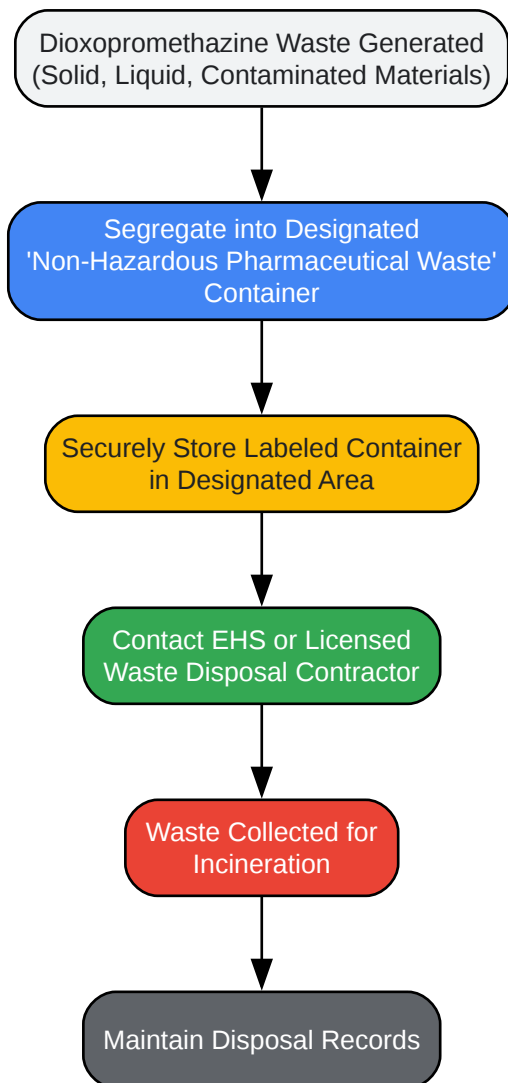 Dioxopromethazine Waste Generated
(Solid, Liquid, Contaminated Materials)
Segregate into Designated
'Non-Hazardous Pharmaceutical Waste'
Container
Securely Store Labeled Container
in Designated Area
Contact EHS or Licensed
Waste Disposal Contractor
Waste Collected for
Incineration
Maintain Disposal Records